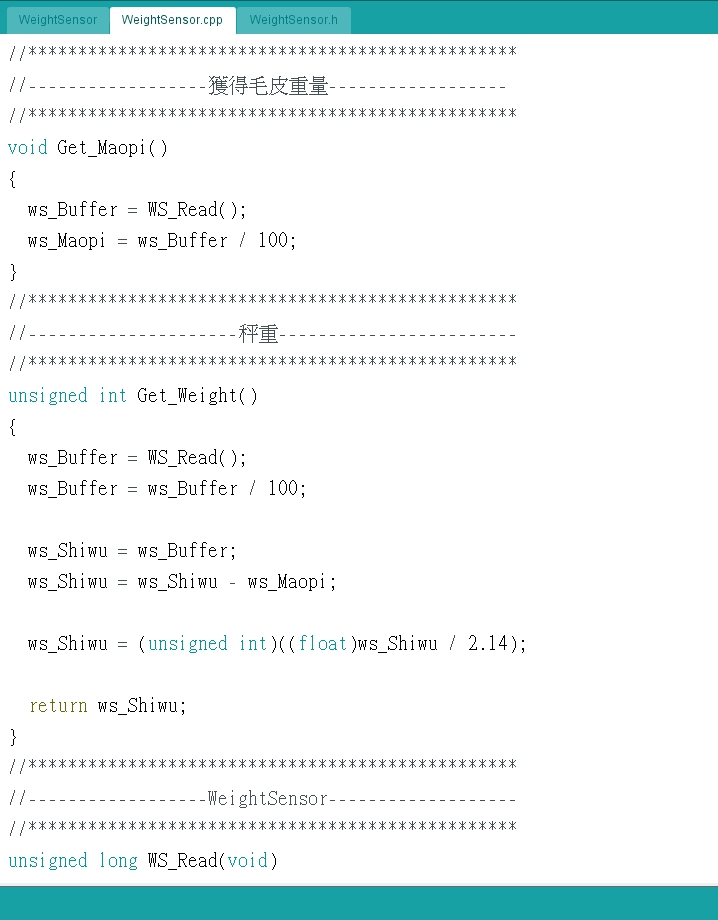 WeightSensor WeightSensor.cpp WeightSensor.h
//*************************************************
//------------------獲得毛皮重量------------------
//*************************************************
void Get_Maopi()
{
  ws_Buffer = WS_Read();
  ws_Maopi = ws_Buffer / 100;
}
//*************************************************
//---------------------秤重------------------------
//*************************************************
unsigned int Get_Weight()
{
  ws_Buffer = WS_Read();
  ws_Buffer = ws_Buffer / 100;
  ws_Shiwu = ws_Buffer;
  ws_Shiwu = ws_Shiwu - ws_Maopi;
  ws_Shiwu = (unsigned int)((float)ws_Shiwu / 2.14);
  return ws_Shiwu;
}
//*************************************************
//------------------WeightSensor-------------------
//*************************************************
unsigned long WS_Read(void)